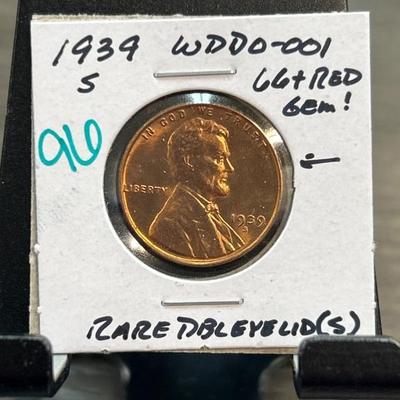 1939 WDDO-001
S 66+ RED
GEM!
96
IN GOD WE TRUST
LIBERTY
1939
S
RARE DBLEYELID(S)